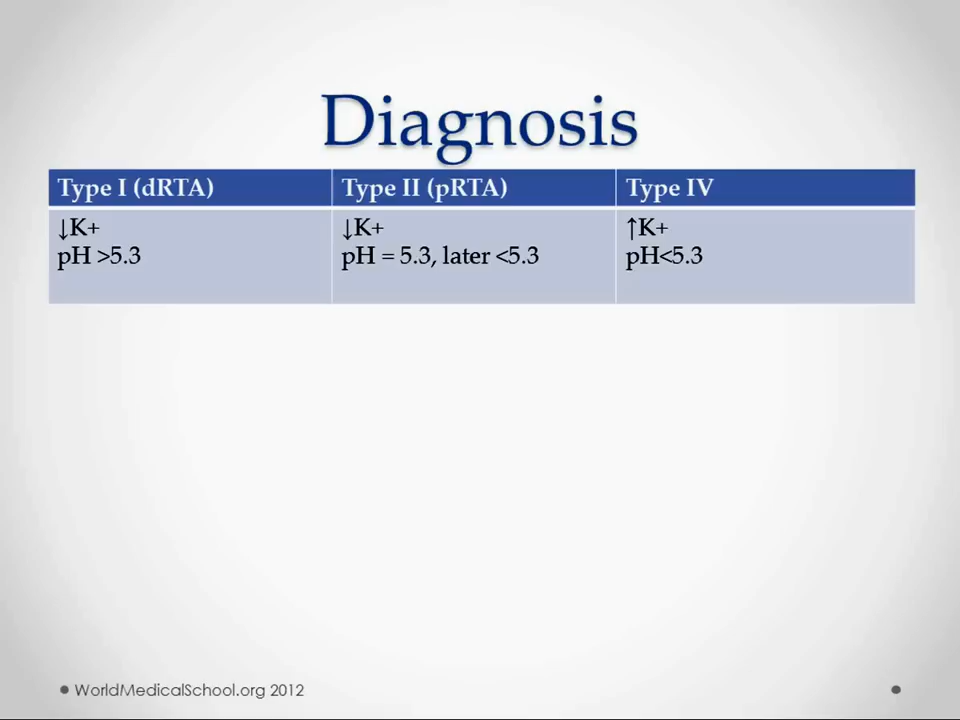 Diagnosis
Type I (dRTA)
Type II (pRTA)
Type IV
↓K+
pH >5.3
↓K+
pH = 5.3, later <5.3
↑K+
pH<5.3
WorldMedicalSchool.org 2012